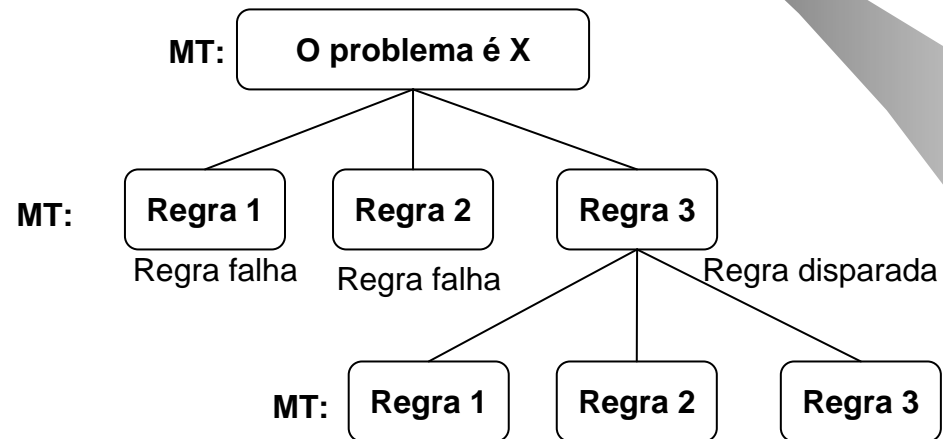 MT: O problema é X
MT: Regra 1 Regra 2 Regra 3
Regra falha Regra falha Regra disparada
MT: Regra 1 Regra 2 Regra 3